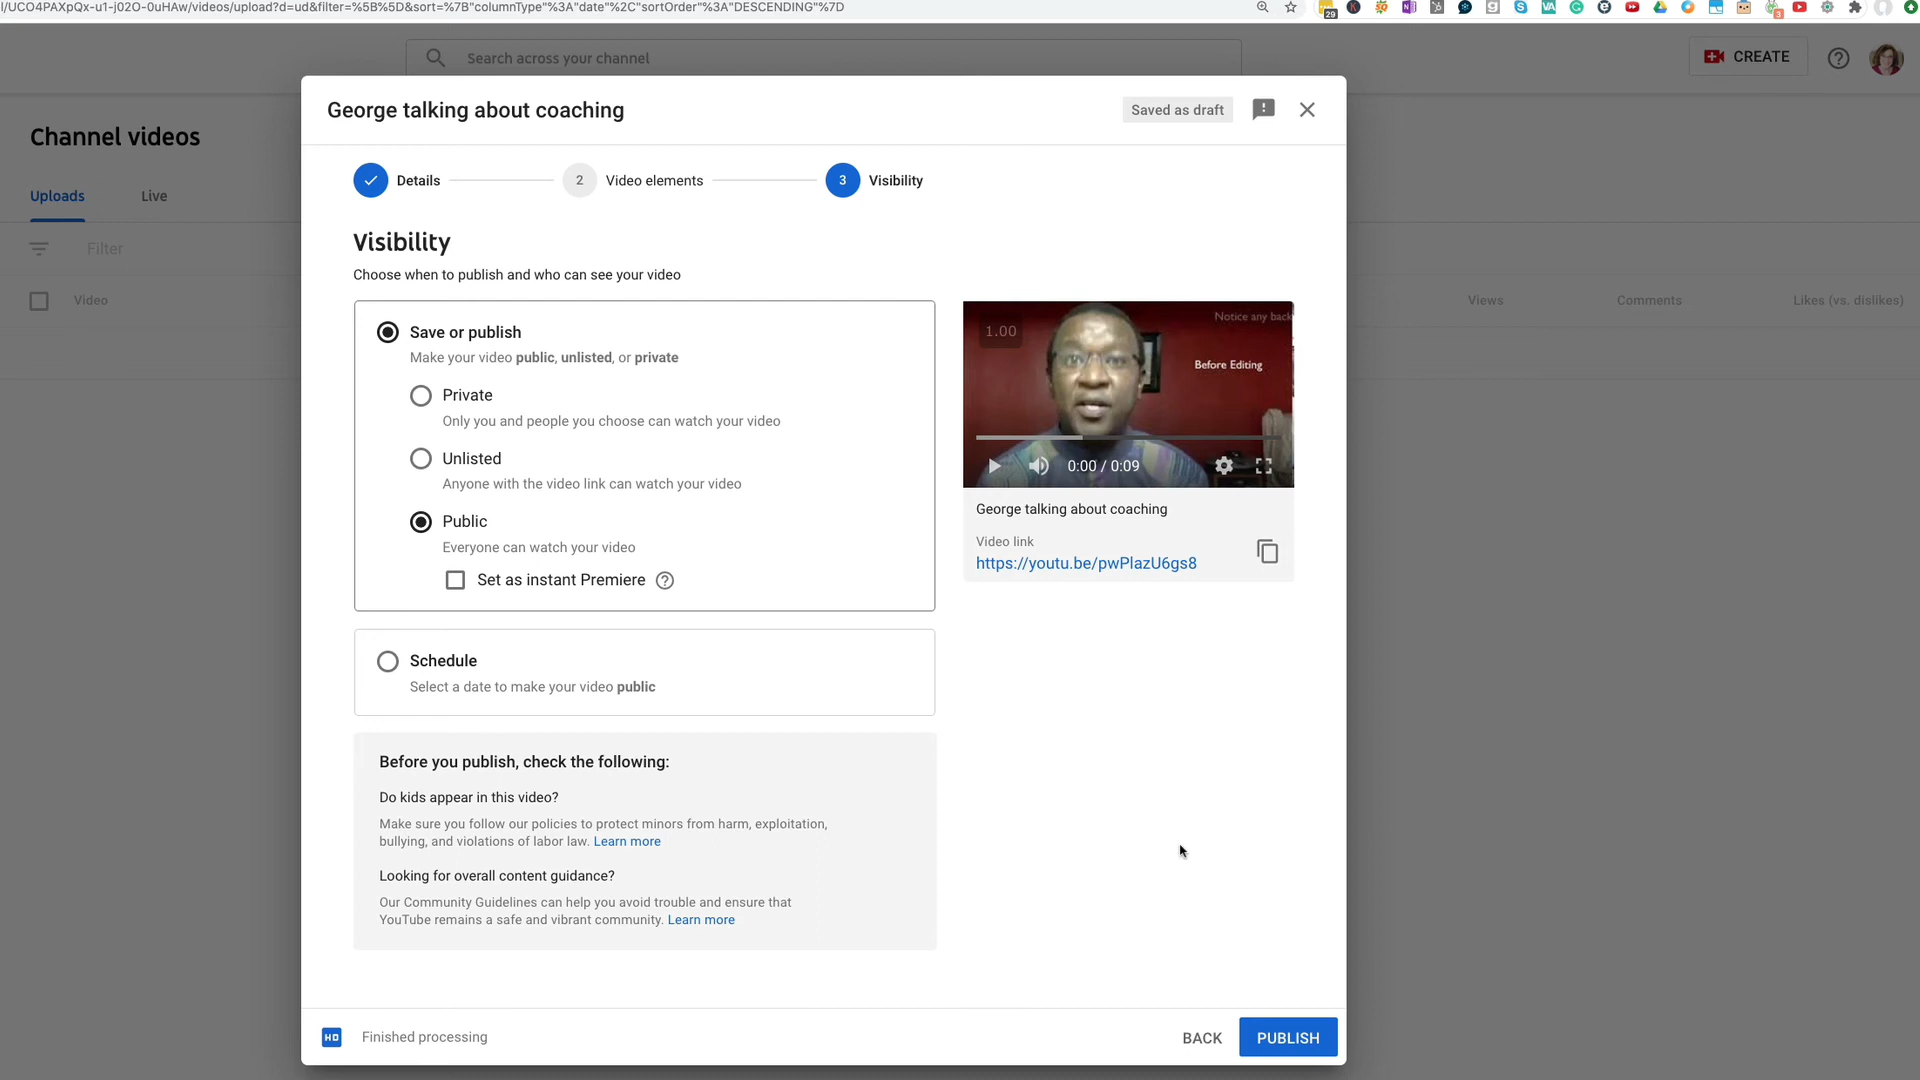 l/UCO4PAXpQx-u1-j02O-0uHAw/videos/upload?d=ud&filter=%5B%5D&sort=%7B"columnType"%3A"date"%2C"sortOrder"%3A"DESCENDING"%7D
29
3
Search across your channel
CREATE
George talking about coaching
Saved as draft
Channel videos
Details
2 Video elements
3 Visibility
Uploads Live
Visibility
Filter
Choose when to publish and who can see your video
Video
Views Comments Likes (vs. dislikes)
Save or publish
Make your video public, unlisted, or private
Private
Only you and people you choose can watch your video
Unlisted
Anyone with the video link can watch your video
Public
Everyone can watch your video
Set as instant Premiere
Notice any back
1.00
Before Editing
0:00 / 0:09
George talking about coaching
Video link
https://youtu.be/pwPlazU6gs8
Schedule
Select a date to make your video public
Before you publish, check the following:
Do kids appear in this video?
Make sure you follow our policies to protect minors from harm, exploitation,
bullying, and violations of labor law. Learn more
Looking for overall content guidance?
Our Community Guidelines can help you avoid trouble and ensure that
YouTube remains a safe and vibrant community. Learn more
HD Finished processing
BACK PUBLISH